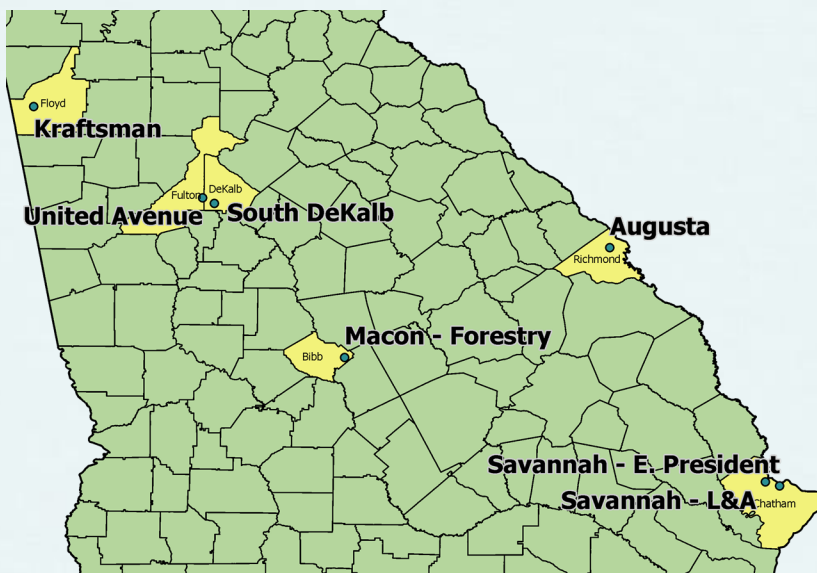 Floyd
Kraftsman
Fulton
DeKalb
United Avenue
South DeKalb
Augusta
Richmond
Macon - Forestry
Bibb
Savannah - E. President
Savannah - L&A
Chatham